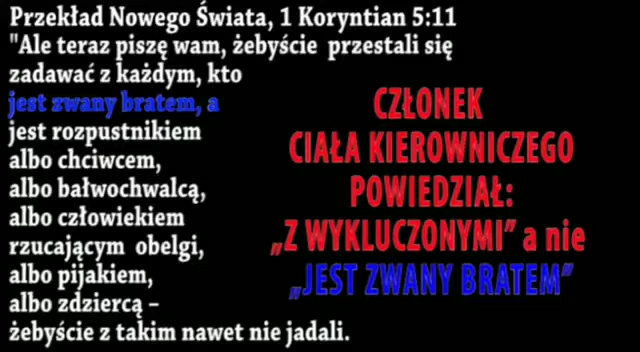 Przekład Nowego Świata, 1 Koryntian 5:11
"Ale teraz piszę wam, żebyście przestali się
zadawać z każdym, kto
jest zwany bratem, a
jest rozpustnikiem
albo chciwcem,
albo bałwochwalcą,
albo człowiekiem
rzucającym obelgi,
albo pijakiem,
albo zdziercą –
żebyście z takim nawet nie jadali.
CZŁONEK
CIAŁA KIEROWNICZEGO
POWIEDZIAŁ:
„Z WYKLUCZONYMI” a nie
„JEST ZWANY BRATEM”